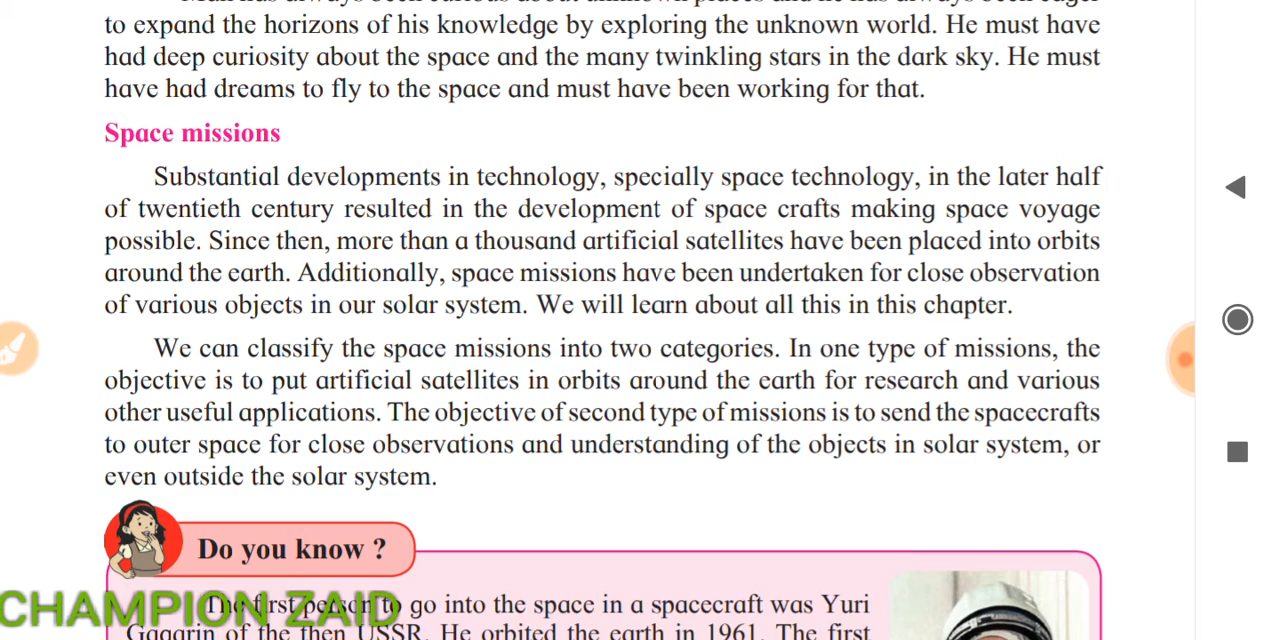 to expand the horizons of his knowledge by exploring the unknown world. He must have
had deep curiosity about the space and the many twinkling stars in the dark sky. He must
have had dreams to fly to the space and must have been working for that.
Space missions
Substantial developments in technology, specially space technology, in the later half
of twentieth century resulted in the development of space crafts making space voyage
possible. Since then, more than a thousand artificial satellites have been placed into orbits
around the earth. Additionally, space missions have been undertaken for close observation
of various objects in our solar system. We will learn about all this in this chapter.
We can classify the space missions into two categories. In one type of missions, the
objective is to put artificial satellites in orbits around the earth for research and various
other useful applications. The objective of second type of missions is to send the spacecrafts
to outer space for close observations and understanding of the objects in solar system, or
even outside the solar system.
Do you know ?
The first person to go into the space in a spacecraft was Yuri
CHAMPION ZAID
Gagarin of the then USSR. He orbited the earth in 1961. The first